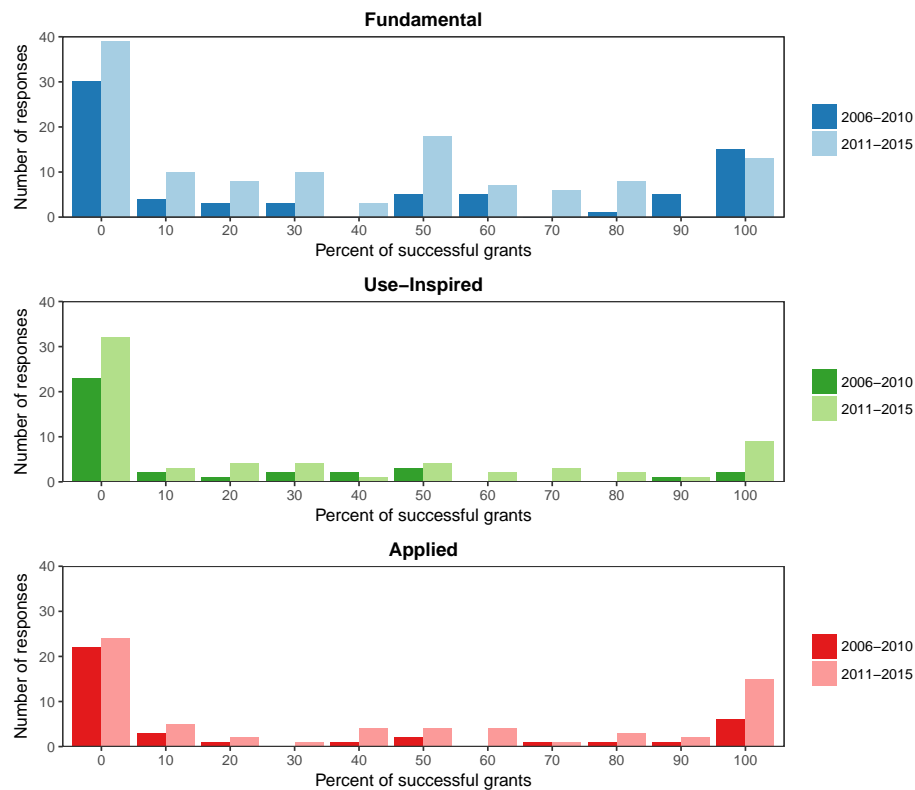 Fundamental
Number of responses
40
30
20
10
0
0 10 20 30 40 50 60 70 80 90 100
Percent of successful grants
2006−2010
2011−2015
Use−Inspired
Number of responses
40
30
20
10
0
0 10 20 30 40 50 60 70 80 90 100
Percent of successful grants
2006−2010
2011−2015
Applied
Number of responses
40
30
20
10
0
0 10 20 30 40 50 60 70 80 90 100
Percent of successful grants
2006−2010
2011−2015